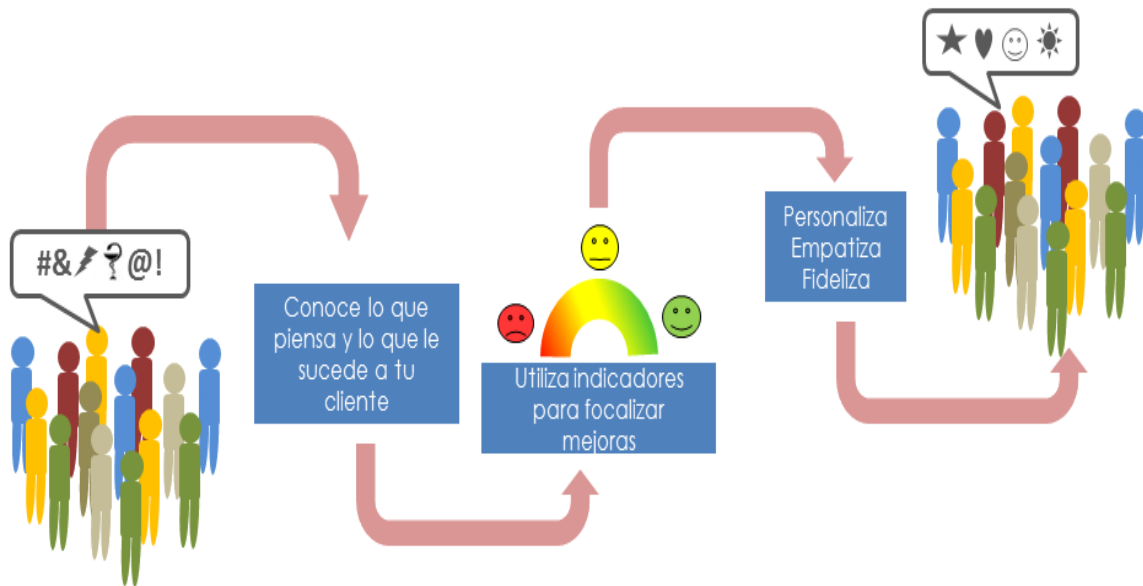 #&⚡🍷@!
Conoce lo que
piensa y lo que le
sucede a tu
cliente
Utiliza indicadores
para focalizar
mejoras
Personaliza
Empatiza
Fideliza